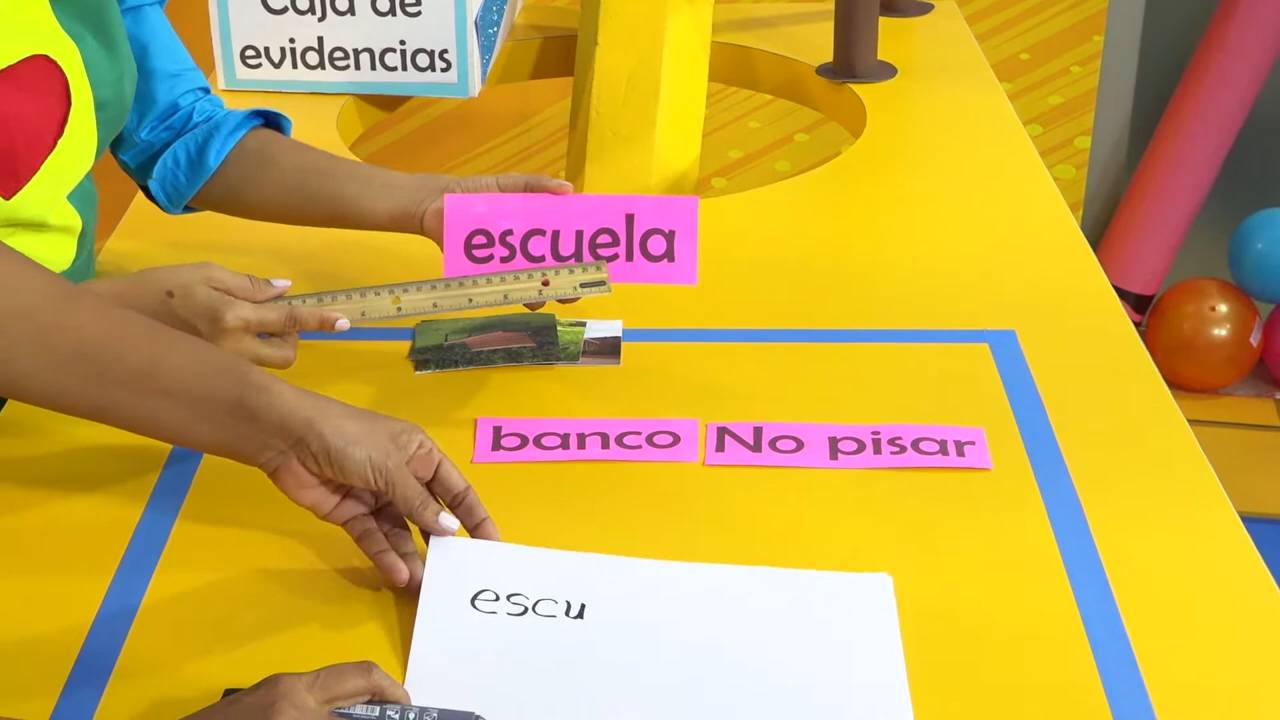 Caja de
evidencias
escuela
banco
No pisar
escu